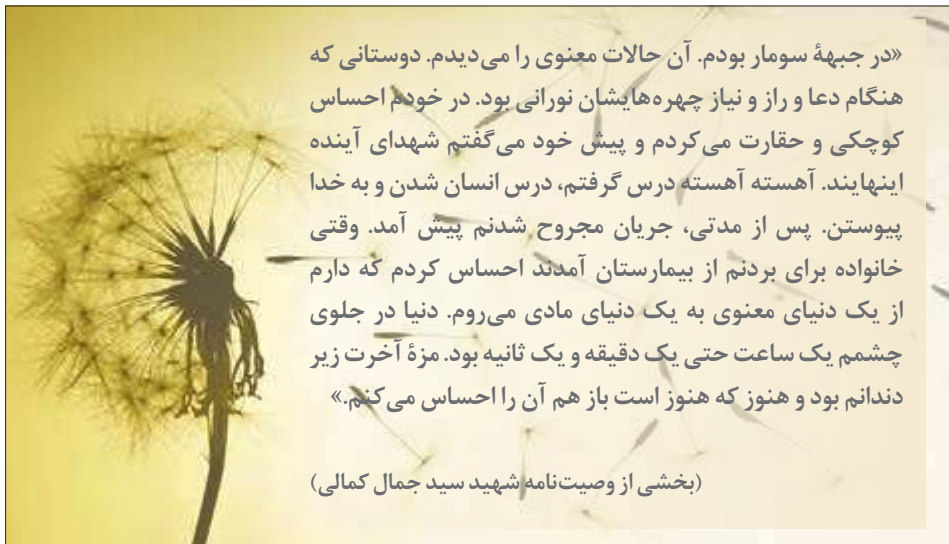 «در جبههٔ سومار بودم. آن حالات معنوی را می‌دیدم. دوستانی که
هنگام دعا و راز و نیاز چهره‌هایشان نورانی بود. در خودم احساس
کوچکی و حقارت می‌کردم و پیش خود می‌گفتم شهدای آینده
اینهایند. آهسته آهسته درس گرفتم، درس انسان شدن و به خدا
پیوستن. پس از مدتی، جریان مجروح شدنم پیش آمد. وقتی
خانواده برای بردنم از بیمارستان آمدند احساس کردم که دارم
از یک دنیای معنوی به یک دنیای مادی می‌روم. دنیا در جلوی
چشمم یک ساعت حتی یک دقیقه و یک ثانیه بود. مزهٔ آخرت زیر
دندانم بود و هنوز که هنوز است باز هم آن را احساس می‌کنم.»
(بخشی از وصیت‌نامه شهید سید جمال کمالی)